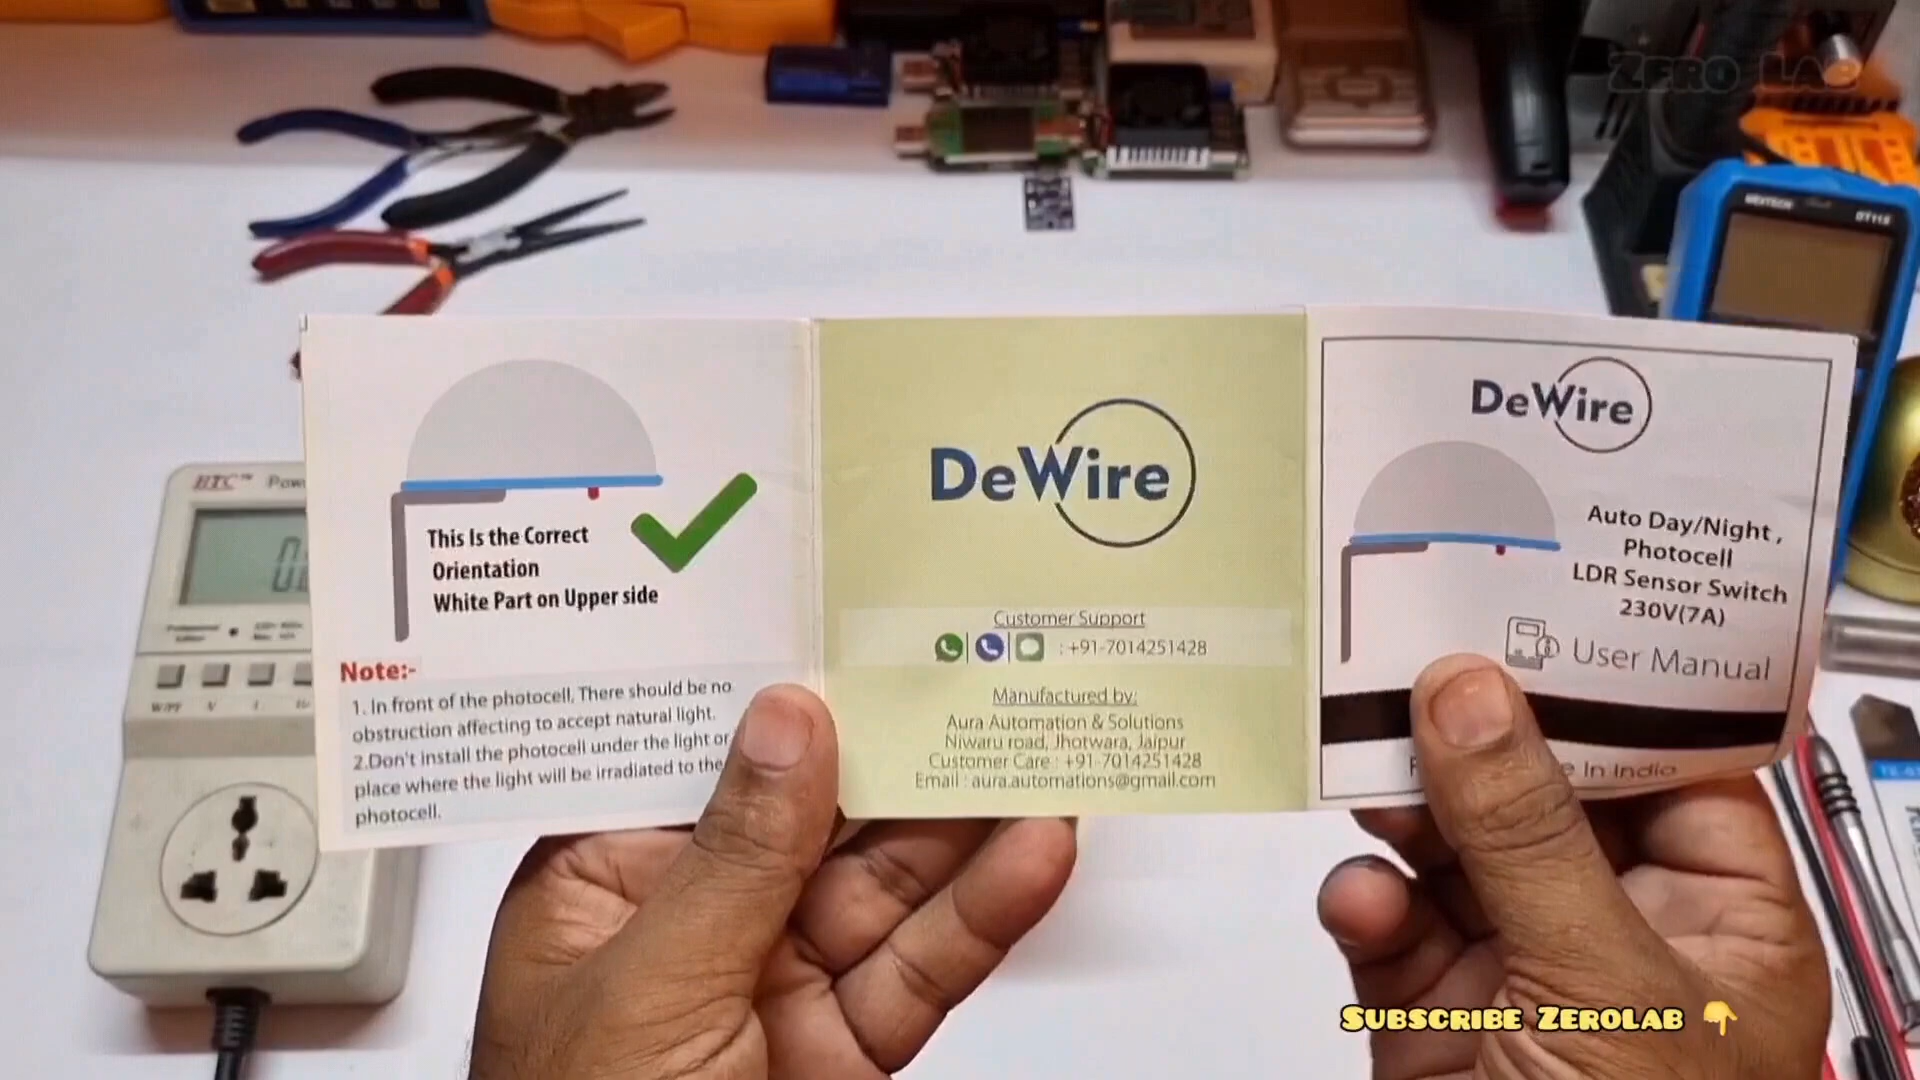 ZERO LAB
HTC™
This Is the Correct
Orientation
White Part on Upper side
Note:-
1. In front of the photocell, There should be no
obstruction affecting to accept natural light.
2.Don't install the photocell under the light or
place where the light will be irradiated to the
photocell.
DeWire
Customer Support
: +91-7014251428
Manufactured by:
Aura Automation & Solutions
Niwaru road, Jhotwara, Jaipur
Customer Care : +91-7014251428
Email : aura.automations@gmail.com
DeWire
Auto Day/Night ,
Photocell
LDR Sensor Switch
230V(7A)
User Manual
In India
SUBSCRIBE ZEROLAB 👇